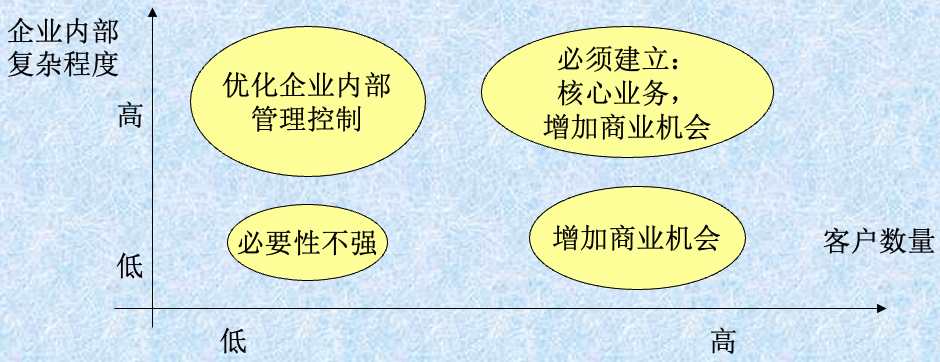 企业内部
复杂程度
高
低
优化企业内部
管理控制
必须建立：
核心业务，
增加商业机会
必要性不强
增加商业机会
客户数量
低
高